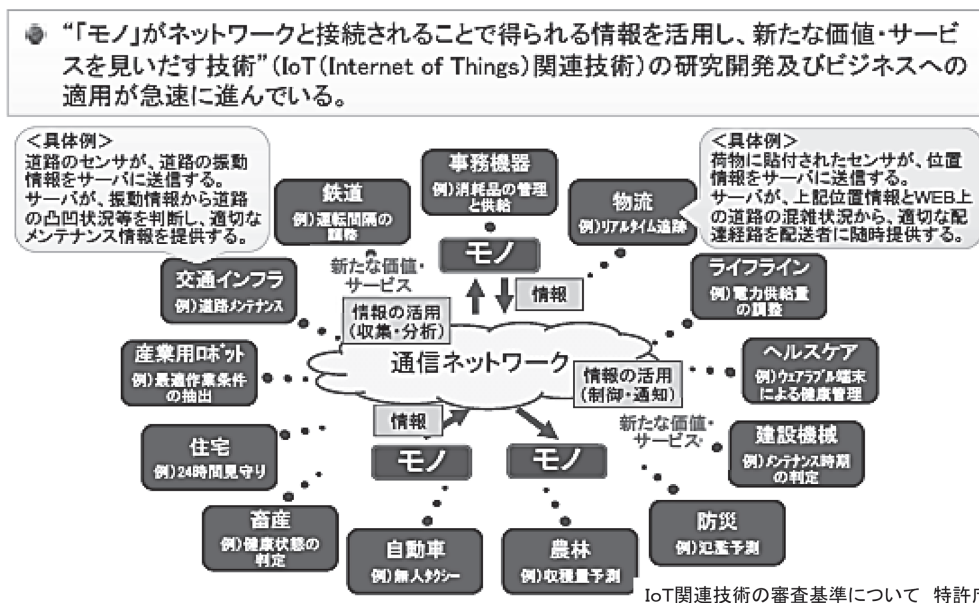 “「モノ」がネットワークと接続されることで得られる情報を活用し、新たな価値・サービ
スを見いだす技術”(IoT(Internet of Things)関連技術)の研究開発及びビジネスへの
適用が急速に進んでいる。
<具体例>
道路のセンサが、道路の振動
情報をサーバに送信する。
サーバが、振動情報から道路
の凸凹状況等を判断し、適切な
メンテナンス情報を提供する。
<具体例>
荷物に貼付されたセンサが、位置
情報をサーバに送信する。
サーバが、上記位置情報とWEB上
の道路の混雑状況から、適切な配
達経路を配送者に随時提供する。
事務機器
例)消耗品の管理
と供給
鉄道
例)運転間隔の
調整
物流
例)リアルタイム追跡
モノ
新たな価値・
サービス
情報
交通インフラ
例)道路メンテナンス
ライフライン
例)電力供給量
の調整
情報の活用
(収集・分析)
通信ネットワーク
産業用ロボット
例)最適作業条件
の抽出
ヘルスケア
例)ウェアラブル端末
による健康管理
情報の活用
(制御・通知)
情報
新たな価値・
サービス
住宅
例)24時間見守り
モノ
モノ
建設機械
例)メンテナンス時期
の判定
畜産
例)健康状態の
判定
自動車
例)無人タクシー
農林
例)収穫量予測
防災
例)氾濫予測
IoT関連技術の審査基準について 特許